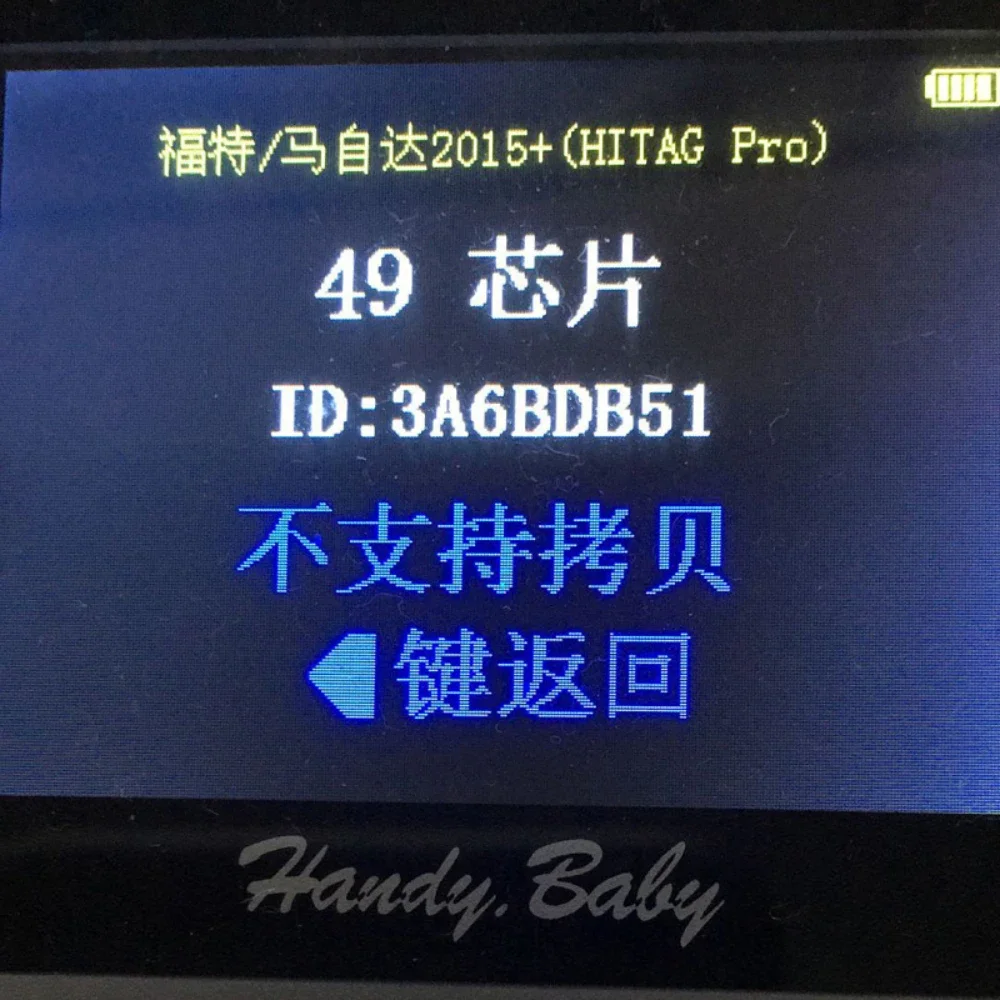 福特/马自达2015+(HITAG Pro)
49 芯片
ID:3A6BDB51
不支持拷贝
键返回
Handy.Baby